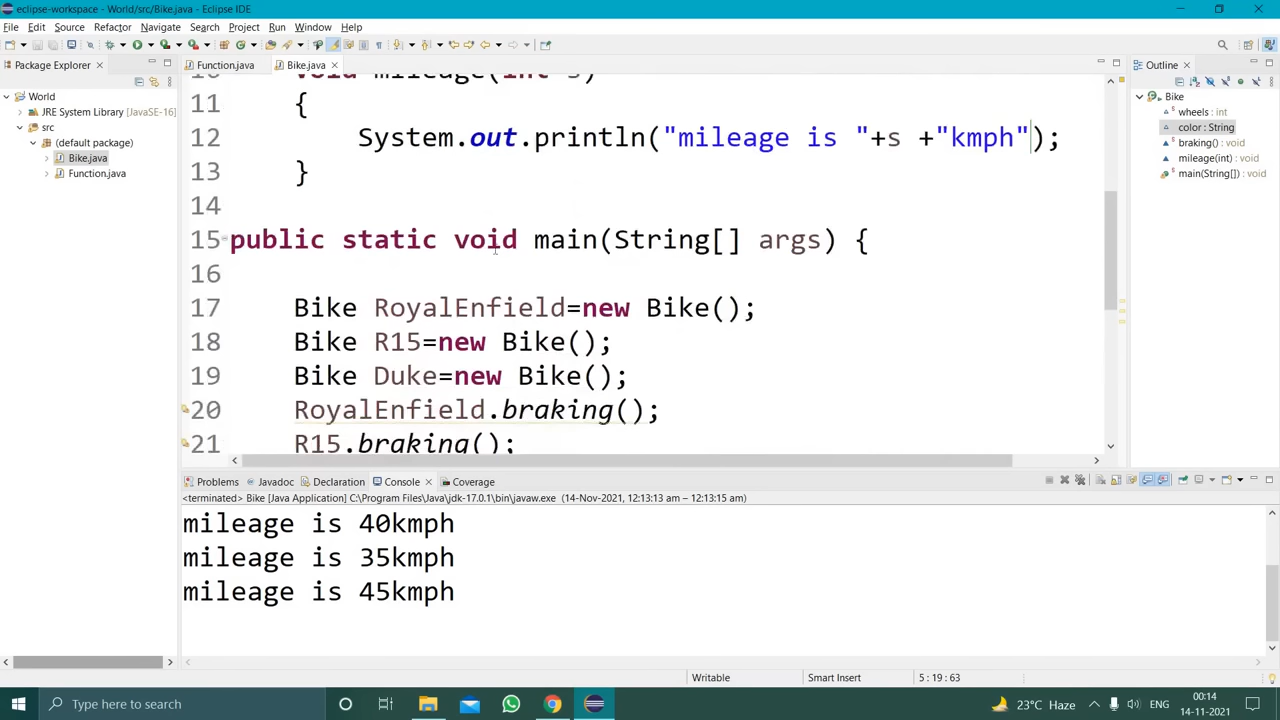 eclipse-workspace - World/src/Bike.java - Eclipse IDE
File Edit Source Refactor Navigate Search Project Run Window Help
Package Explorer
Function.java
Bike.java
Outline
World
JRE System Library [JavaSE-16]
src
(default package)
Bike.java
Function.java
10 void mileage(int s)
11 {
12 System.out.println("mileage is "+s +"kmph");
13 }
14
15 public static void main(String[] args) {
16
17 Bike RoyalEnfield=new Bike();
18 Bike R15=new Bike();
19 Bike Duke=new Bike();
20 RoyalEnfield.braking();
21 R15.braking();
Bike
wheels : int
color : String
braking() : void
mileage(int) : void
main(String[]) : void
Problems Javadoc Declaration Console Coverage
<terminated> Bike [Java Application] C:\Program Files\Java\jdk-17.0.1\bin\javaw.exe (14-Nov-2021, 12:13:13 am – 12:13:15 am)
mileage is 40kmph
mileage is 35kmph
mileage is 45kmph
Writable Smart Insert 5 : 19 : 63
Type here to search
23°C Haze
ENG
00:14
14-11-2021